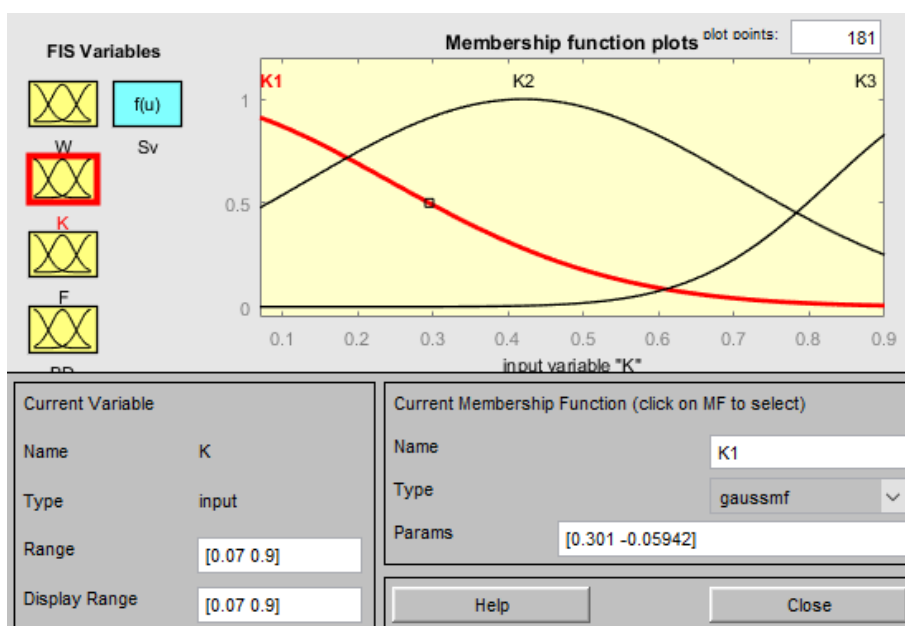 FIS Variables
Membership function plots
plot points:
181
f(u)
W
Sv
K
F
K1
K2
K3
1
0.5
0
0.1
0.2
0.3
0.4
0.5
0.6
0.7
0.8
0.9
input variable "K"
Current Variable
Name
K
Type
input
Range
[0.07 0.9]
Display Range
[0.07 0.9]
Current Membership Function (click on MF to select)
Name
K1
Type
gaussmf
Params
[0.301 -0.05942]
Help
Close